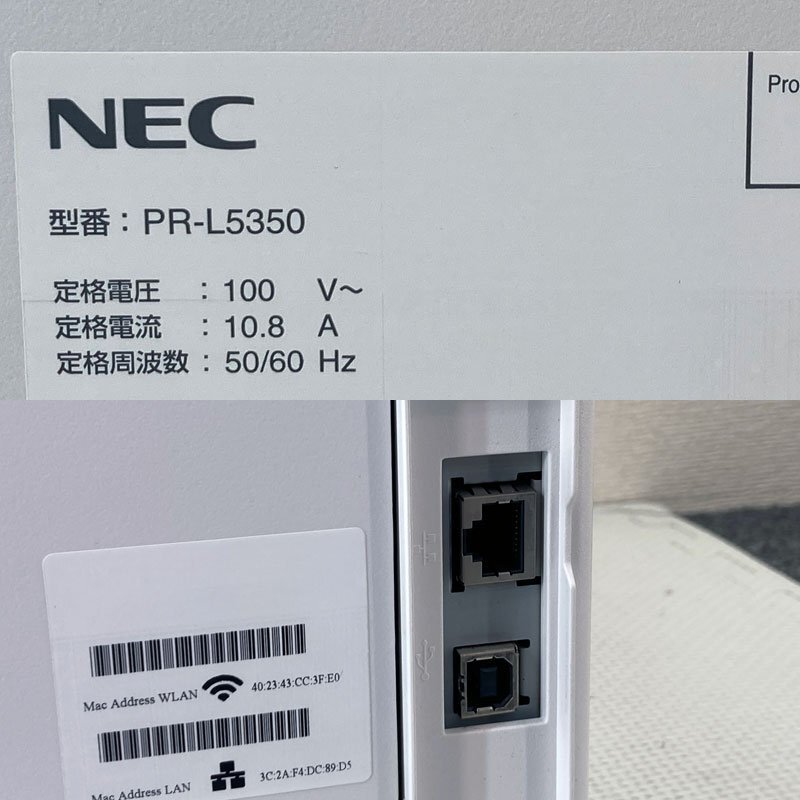 NEC
Pro
型番：PR-L5350
定格電圧 ：100 V～
定格電流 ：10.8 A
定格周波数：50/60 Hz
Mac Address WLAN 40:23:43:CC:3F:E0
Mac Address LAN 3C:2A:F4:DC:89:D5